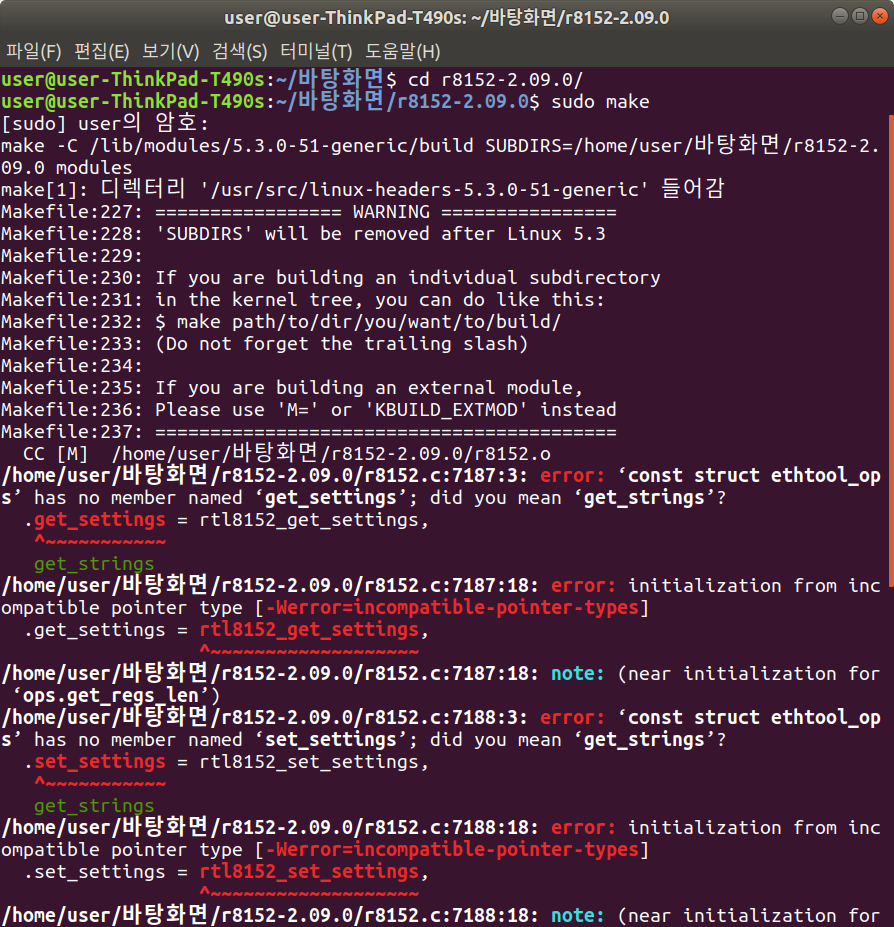 user@user-ThinkPad-T490s: ~/바탕화면/r8152-2.09.0
파일(F) 편집(E) 보기(V) 검색(S) 터미널(T) 도움말(H)
user@user-ThinkPad-T490s:~/바탕화면$ cd r8152-2.09.0/
user@user-ThinkPad-T490s:~/바탕화면/r8152-2.09.0$ sudo make
[sudo] user의 암호:
make -C /lib/modules/5.3.0-51-generic/build SUBDIRS=/home/user/바탕화면/r8152-2.
09.0 modules
make[1]: 디렉터리 '/usr/src/linux-headers-5.3.0-51-generic' 들어감
Makefile:227: ================= WARNING ================
Makefile:228: 'SUBDIRS' will be removed after Linux 5.3
Makefile:229:
Makefile:230: If you are building an individual subdirectory
Makefile:231: in the kernel tree, you can do like this:
Makefile:232: $ make path/to/dir/you/want/to/build/
Makefile:233: (Do not forget the trailing slash)
Makefile:234:
Makefile:235: If you are building an external module,
Makefile:236: Please use 'M=' or 'KBUILD_EXTMOD' instead
Makefile:237: ==========================================
  CC [M]  /home/user/바탕화면/r8152-2.09.0/r8152.o
/home/user/바탕화면/r8152-2.09.0/r8152.c:7187:3: error: ‘const struct ethtool_op
s’ has no member named ‘get_settings’; did you mean ‘get_strings’?
  .get_settings = rtl8152_get_settings,
   ^~~~~~~~~~~~
   get_strings
/home/user/바탕화면/r8152-2.09.0/r8152.c:7187:18: error: initialization from inc
ompatible pointer type [-Werror=incompatible-pointer-types]
  .get_settings = rtl8152_get_settings,
                  ^~~~~~~~~~~~~~~~~~~~
/home/user/바탕화면/r8152-2.09.0/r8152.c:7187:18: note: (near initialization for
 ‘ops.get_regs_len’)
/home/user/바탕화면/r8152-2.09.0/r8152.c:7188:3: error: ‘const struct ethtool_op
s’ has no member named ‘set_settings’; did you mean ‘get_strings’?
  .set_settings = rtl8152_set_settings,
   ^~~~~~~~~~~~
   get_strings
/home/user/바탕화면/r8152-2.09.0/r8152.c:7188:18: error: initialization from inc
ompatible pointer type [-Werror=incompatible-pointer-types]
  .set_settings = rtl8152_set_settings,
                  ^~~~~~~~~~~~~~~~~~~~
/home/user/바탕화면/r8152-2.09.0/r8152.c:7188:18: note: (near initialization for